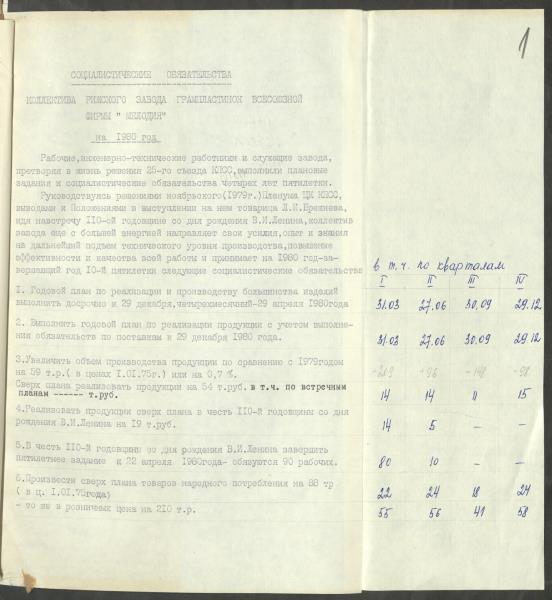 1
СОЦИАЛИСТИЧЕСКИЕ ОБЯЗАТЕЛЬСТВА
КОЛЛЕКТИВА РИЖСКОГО ЗАВОДА ГРАМПЛАСТИНОК ВСЕСОЮЗНОЙ
ФИРМЫ " МЕЛОДИЯ"
на 1980 год
Рабочие,инженерно-технические работники и служащие завода,
претворяя в жизнь решения 25-го съезда КПСС,выполнили плановые
задания и социалистические обязательства четырех лет пятилетки.
Руководствуясь решениями ноябрьского(1979г.)Пленума ЦК КПСС,
выводами и Положениями в выступлении на нем товарища Л.И.Брежнева,
идя навстречу 110-ой годовщине со дня рождения В.И.Ленина,коллектив
завода еще с большей энергией направляет свои усилия,опыт и знания
на дальнейший подъем технического уровня производства,повышение
эффективности и качества всей работы и принимает на 1980 год-за-
вершающий год 10-й пятилетки следующие социалистические обязательства
в т.ч. по кварталам
I II III IV
1. Годовой план по реализации и производству большинства изделий
выполнить досрочно к 29 декабря,четырехмесячный-29 апреля 1980года
31.03 27.06 30.09 29.12
2. Выполнить годовой план по реализации продукции с учетом выполне-
ния обязательств по поставкам к 29 декабря 1980 года.
31.03 27.06 30.09 29.12
3.Увеличить объем производства продукции по сравнению с 1979годом
на 59 т.р.( в ценах 1.01.75г.) или на 0,7 %.
Сверх плана реализовать продукции на 54 т.руб. в т.ч. по встречным
планам ------ т.руб.
14 14 11 15
4.Реализовать продукции сверх плана в честь 110-й годовщины со дня
рождения В.И.Ленина на 19 т.руб.
14 5 – –
5.В честь 110-й годовщины со дня рождения В.И.Ленина завершить
пятилетнее задание к 22 апреля 1980года- обязуются 90 рабочих.
80 10 – –
6.Произвести сверх плана товаров народного потребления на 88 тр
( в ц. 1.01.75года)
22 24 18 24
- то же в розничных цена на 210 т.р.
55 56 41 58